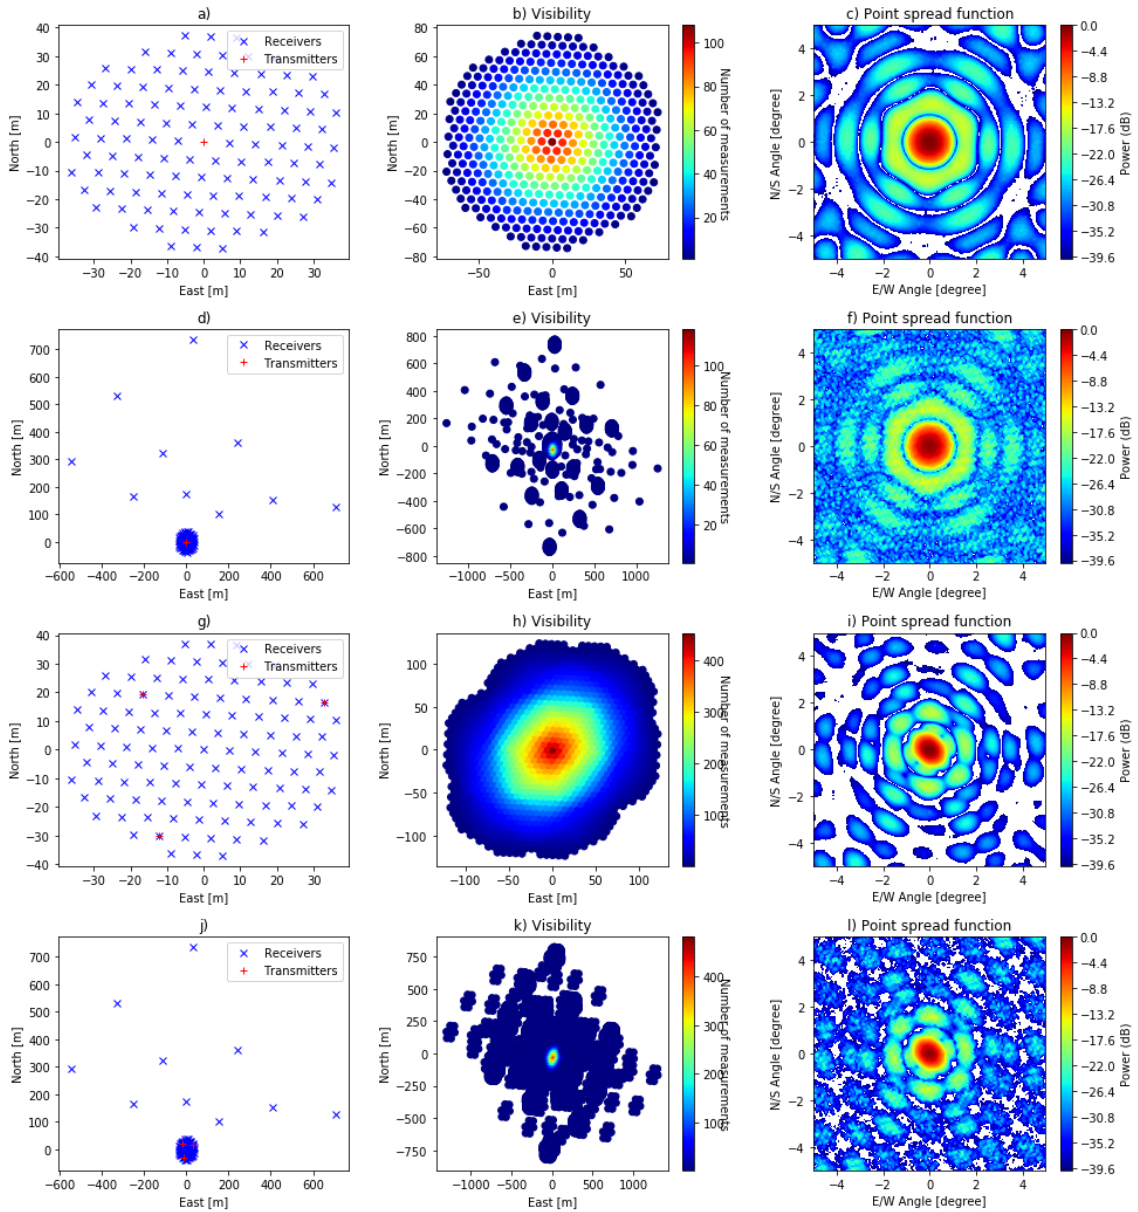 a)
40
30
20
10
0
−10
−20
−30
−40
North [m]
−30 −20 −10 0 10 20 30
East [m]
Receivers
Transmitters
b) Visibility
80
60
40
20
0
−20
−40
−60
−80
North [m]
−50 0 50
East [m]
100
80
60
40
20
Number of measurements
c) Point spread function
4
2
0
−2
−4
N/S Angle [degree]
−4 −2 0 2 4
E/W Angle [degree]
0.0
−4.4
−8.8
−13.2
−17.6
−22.0
−26.4
−30.8
−35.2
−39.6
Power (dB)
d)
700
600
500
400
300
200
100
0
North [m]
−600 −400 −200 0 200 400 600
East [m]
Receivers
Transmitters
e) Visibility
800
600
400
200
0
−200
−400
−600
−800
North [m]
−1000 −500 0 500 1000
East [m]
100
80
60
40
20
Number of measurements
f) Point spread function
4
2
0
−2
−4
N/S Angle [degree]
−4 −2 0 2 4
E/W Angle [degree]
0.0
−4.4
−8.8
−13.2
−17.6
−22.0
−26.4
−30.8
−35.2
−39.6
Power (dB)
g)
40
30
20
10
0
−10
−20
−30
−40
North [m]
−30 −20 −10 0 10 20 30
East [m]
Receivers
Transmitters
h) Visibility
100
50
0
−50
−100
North [m]
−100 −50 0 50 100
East [m]
400
300
200
100
Number of measurements
i) Point spread function
4
2
0
−2
−4
N/S Angle [degree]
−4 −2 0 2 4
E/W Angle [degree]
0.0
−4.4
−8.8
−13.2
−17.6
−22.0
−26.4
−30.8
−35.2
−39.6
Power (dB)
j)
700
600
500
400
300
200
100
0
North [m]
−600 −400 −200 0 200 400 600
East [m]
Receivers
Transmitters
k) Visibility
750
500
250
0
−250
−500
−750
North [m]
−1000 −500 0 500 1000
East [m]
400
300
200
100
Number of measurements
l) Point spread function
4
2
0
−2
−4
N/S Angle [degree]
−4 −2 0 2 4
E/W Angle [degree]
0.0
−4.4
−8.8
−13.2
−17.6
−22.0
−26.4
−30.8
−35.2
−39.6
Power (dB)